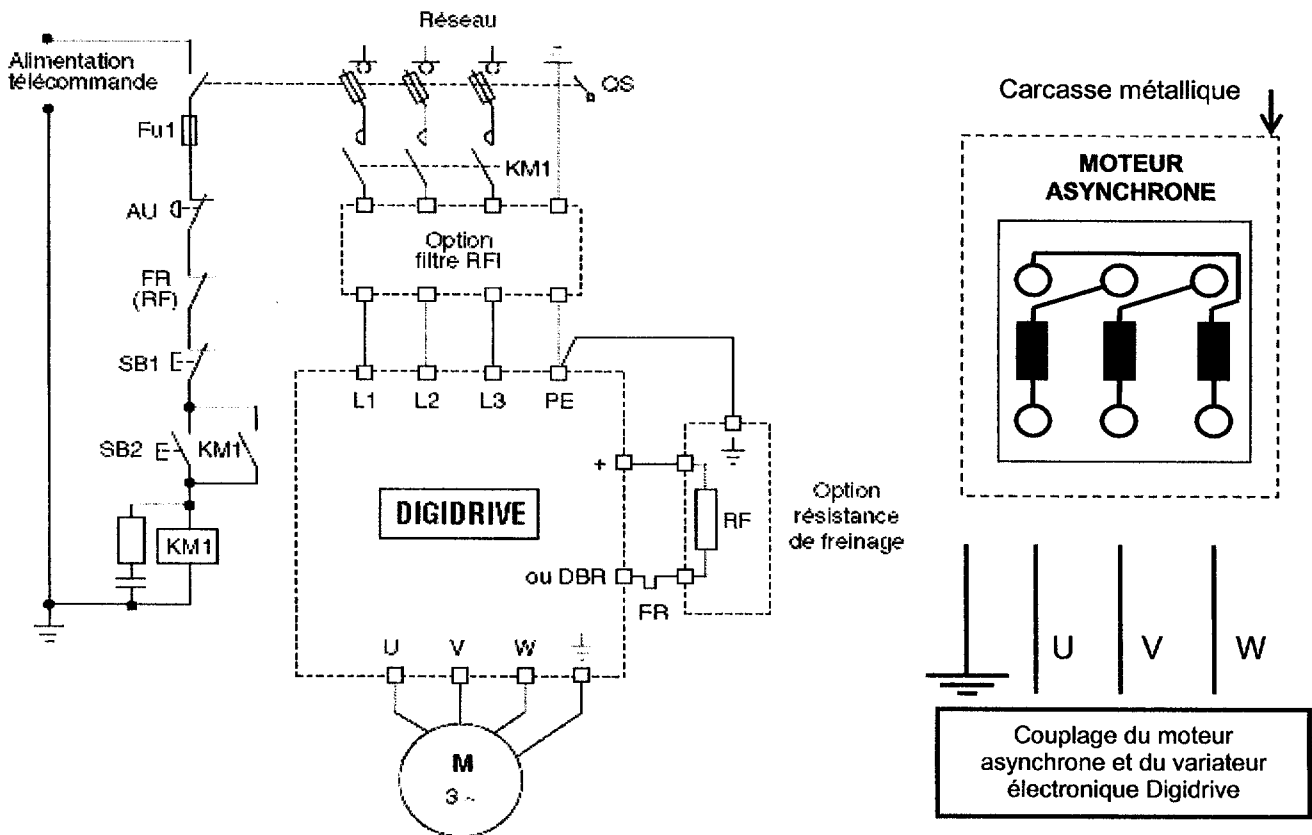 Réseau
Alimentation
télécommande
QS
Fu1
KM1
AU
Option
filtre RFI
FR
(RF)
SB1
L1 L2 L3 PE
SB2 KM1
+
DIGIDRIVE
RF
Option
résistance
de freinage
KM1
ou DBR
FR
U V W
M
3 ~
Carcasse métallique
MOTEUR
ASYNCHRONE
U V W
Couplage du moteur
asynchrone et du variateur
électronique Digidrive